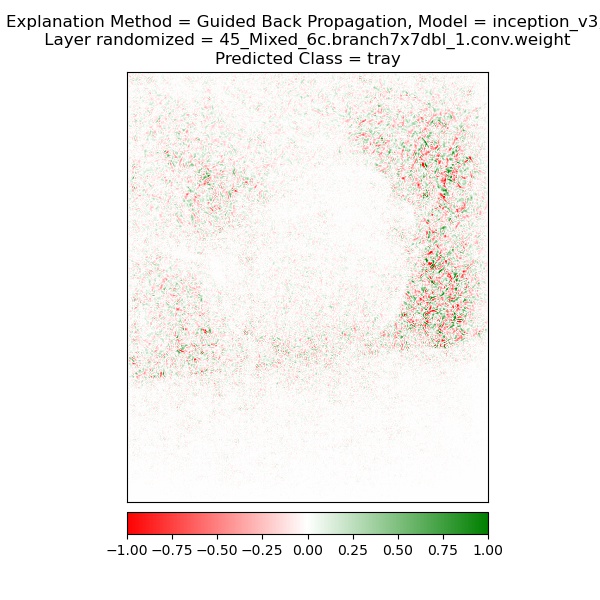 Explanation Method = Guided Back Propagation, Model = inception_v3
Layer randomized = 45_Mixed_6c.branch7x7dbl_1.conv.weight
Predicted Class = tray
−1.00 −0.75 −0.50 −0.25 0.00 0.25 0.50 0.75 1.00